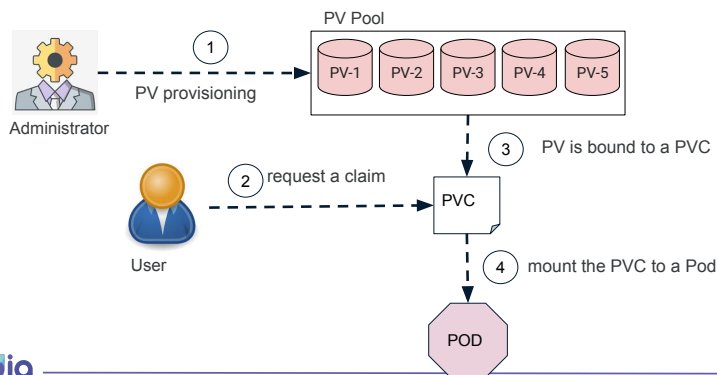 PV Pool
1
PV-1 PV-2 PV-3 PV-4 PV-5
PV provisioning
Administrator
3 PV is bound to a PVC
2 request a claim
PVC
User
4 mount the PVC to a Pod
POD